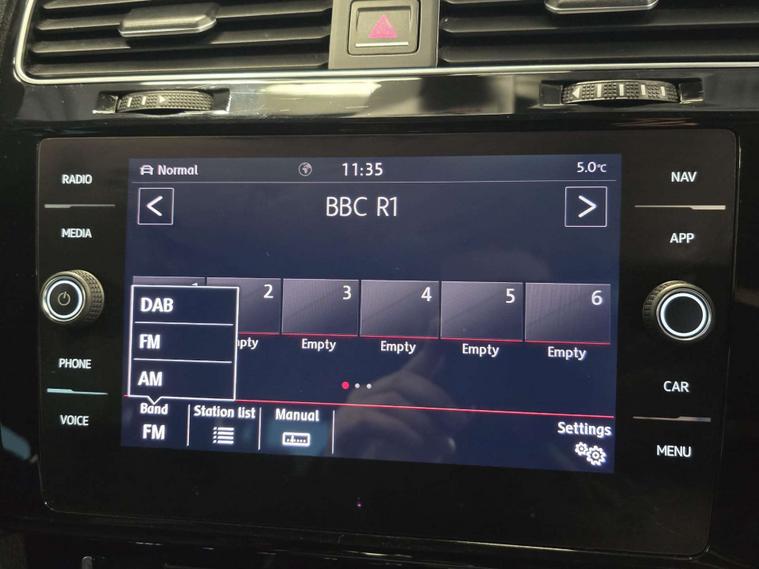 RADIO
MEDIA
PHONE
VOICE
Normal
11:35
5.0°C
<
BBC R1
>
2
3
4
5
6
Empty
Empty
Empty
Empty
DAB
FM
AM
Band
FM
Station list
Manual
Settings
NAV
APP
CAR
MENU